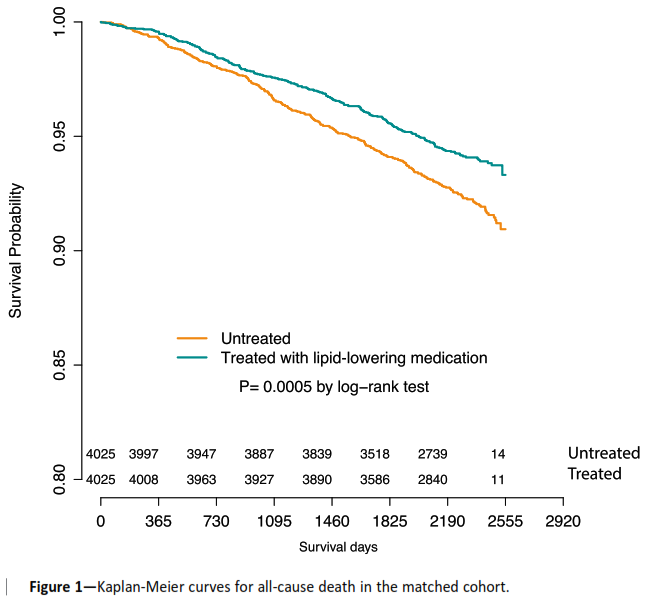 1.00
0.95
0.90
0.85
0.80
Survival Probability
Untreated
Treated with lipid-lowering medication
P= 0.0005 by log−rank test
4025 3997 3947 3887 3839 3518 2739 14 Untreated
4025 4008 3963 3927 3890 3586 2840 11 Treated
0 365 730 1095 1460 1825 2190 2555 2920
Survival days
Figure 1—Kaplan-Meier curves for all-cause death in the matched cohort.